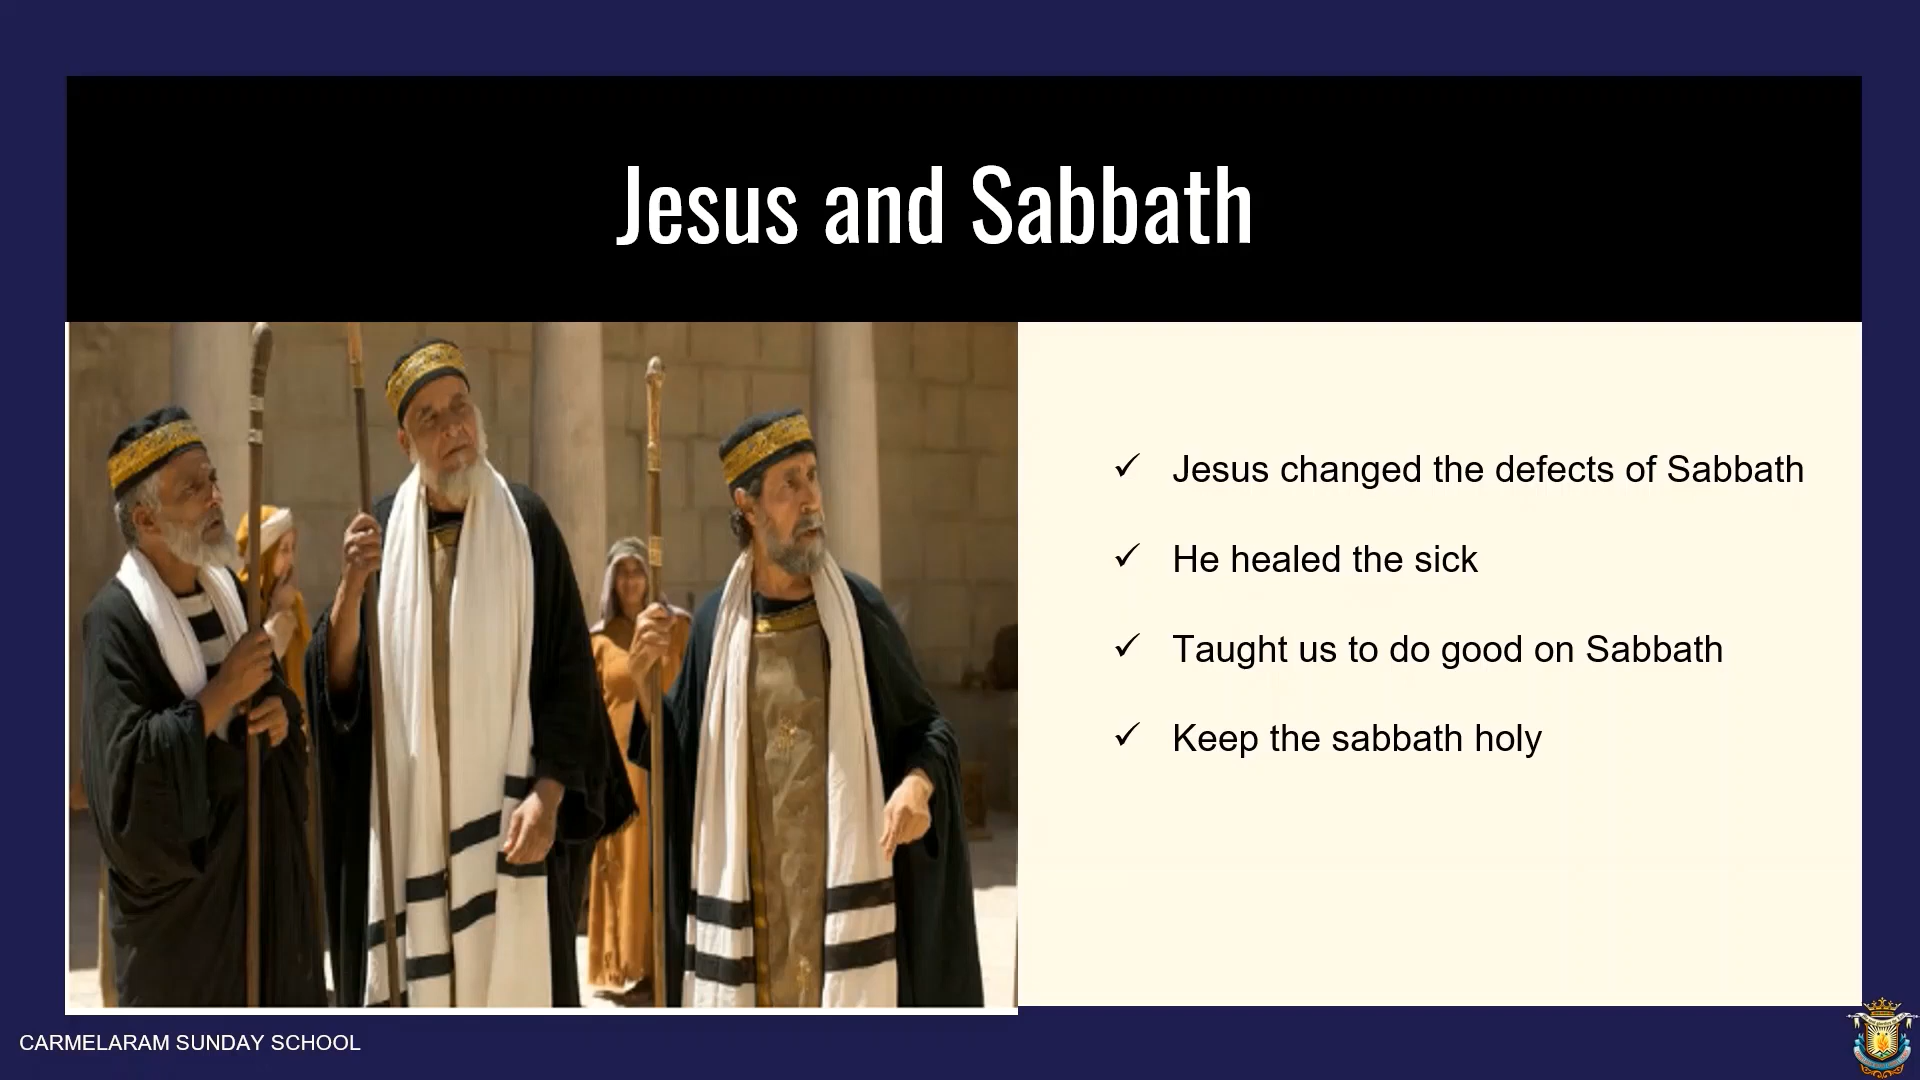 Jesus and Sabbath
✓ Jesus changed the defects of Sabbath
✓ He healed the sick
✓ Taught us to do good on Sabbath
✓ Keep the sabbath holy
CARMELARAM SUNDAY SCHOOL